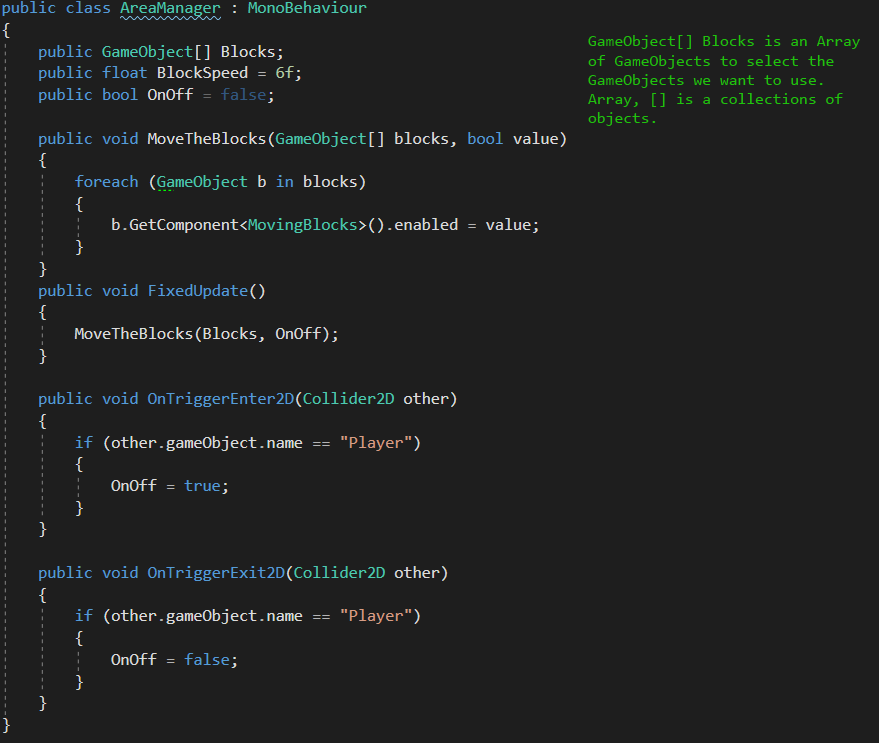 public class AreaManager : MonoBehaviour
{
    public GameObject[] Blocks;
    public float BlockSpeed = 6f;
    public bool OnOff = false;

    public void MoveTheBlocks(GameObject[] blocks, bool value)
    {
        foreach (GameObject b in blocks)
        {
            b.GetComponent<MovingBlocks>().enabled = value;
        }
    }
    public void FixedUpdate()
    {
        MoveTheBlocks(Blocks, OnOff);
    }

    public void OnTriggerEnter2D(Collider2D other)
    {
        if (other.gameObject.name == "Player")
        {
            OnOff = true;
        }
    }

    public void OnTriggerExit2D(Collider2D other)
    {
        if (other.gameObject.name == "Player")
        {
            OnOff = false;
        }
    }
}
GameObject[] Blocks is an Array
of GameObjects to select the
GameObjects we want to use.
Array, [] is a collections of
objects.